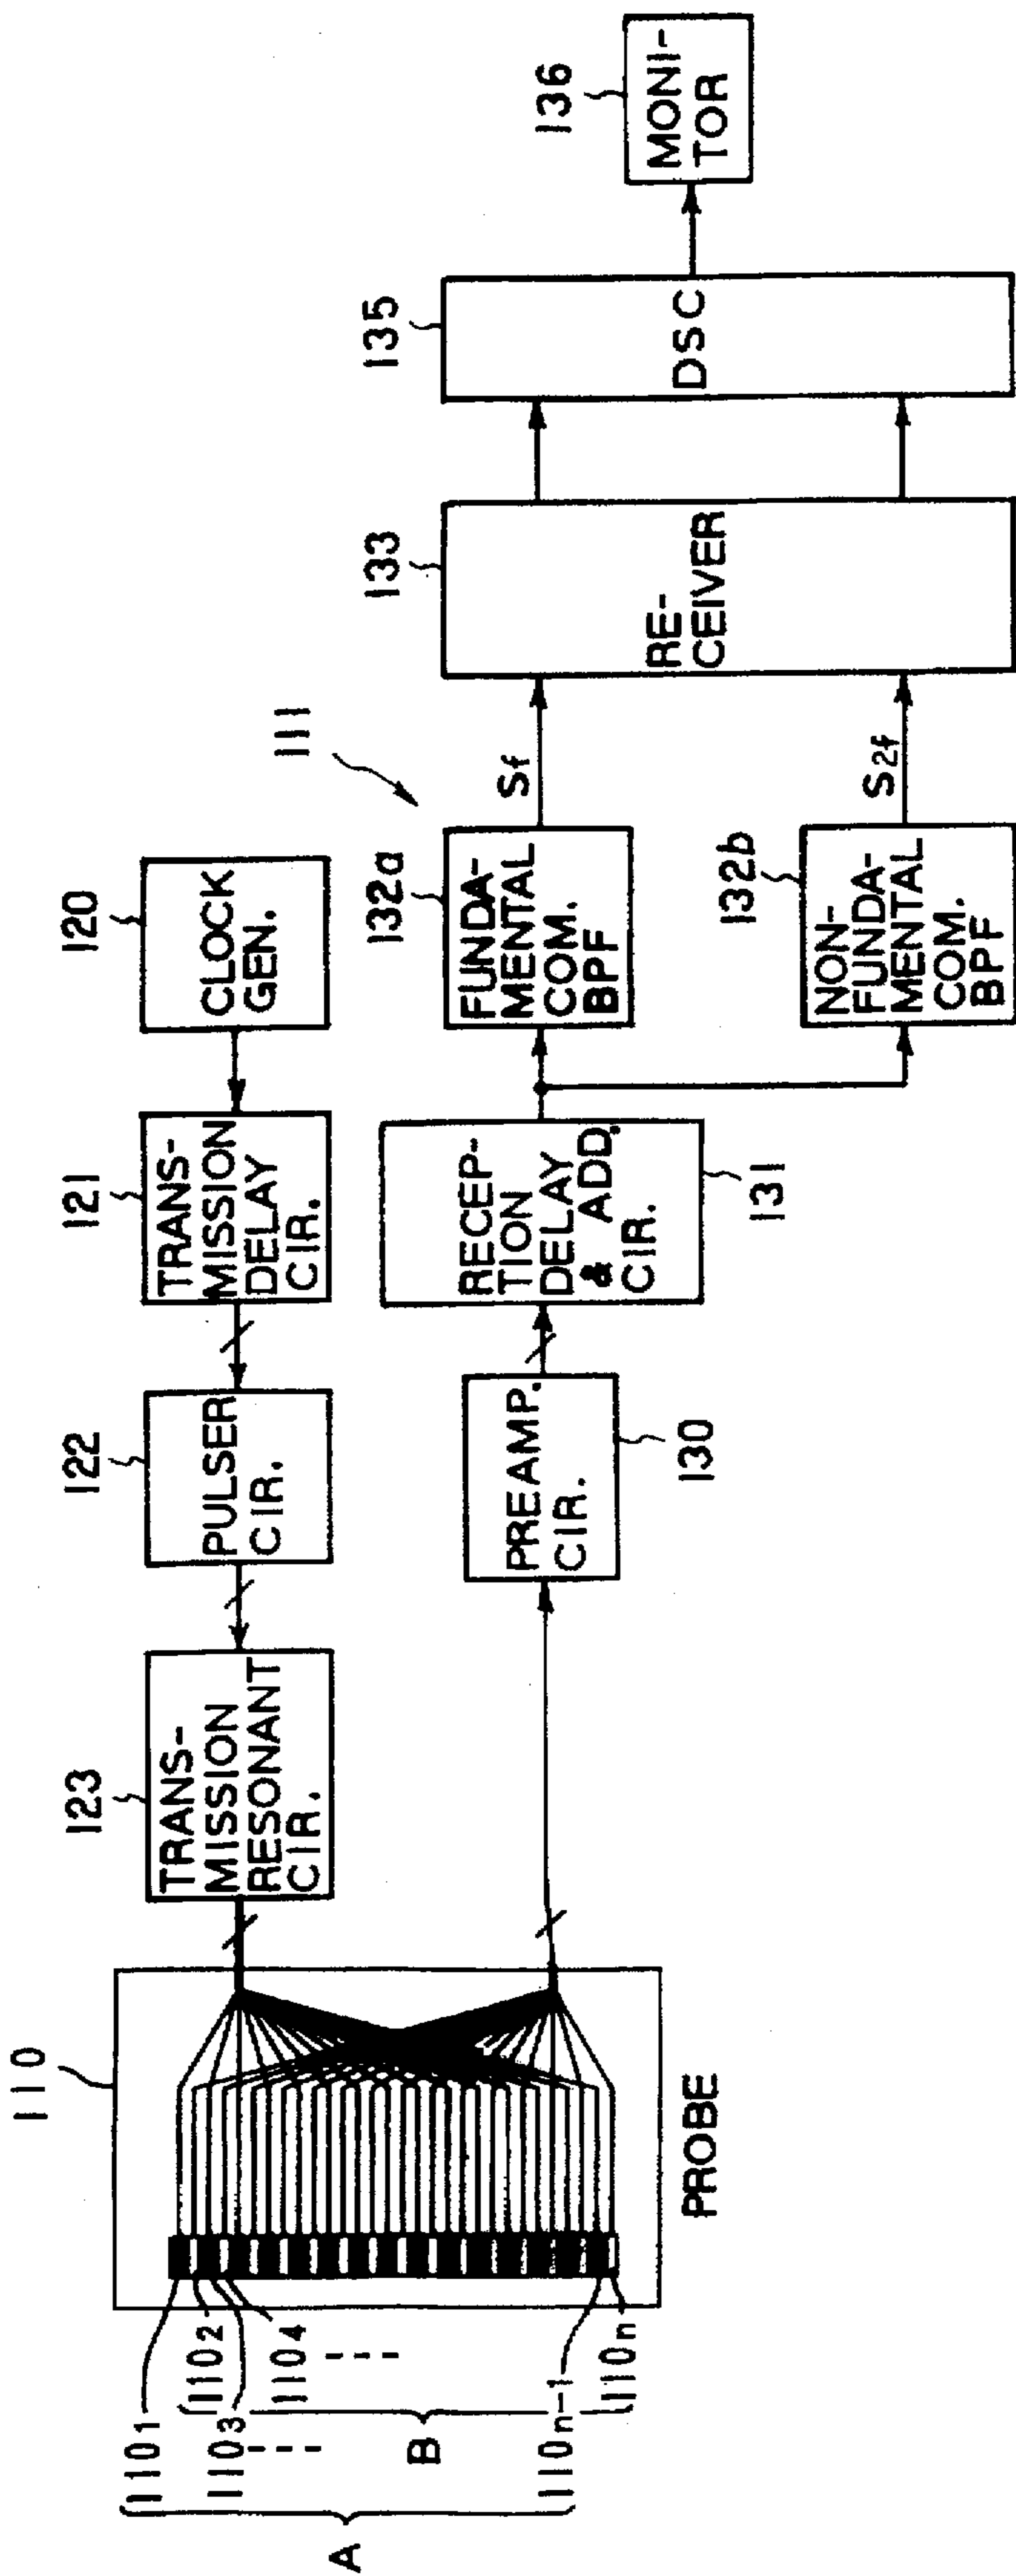 110
123
TRANS-
MISSION
RESONANT
CIR.
122
PULSER
CIR.
121
TRANS-
MISSION
DELAY
CIR.
120
CLOCK
GEN.
111
110₁
110₂
110₃
110₄
110ₙ₋₁
110ₙ
A
B
PROBE
PREAMP.
CIR.
130
RECEP-
TION
DELAY
& ADD.
CIR.
131
132a
FUNDA-
MENTAL
COM.
BPF
Sf
132b
NON-
FUNDA-
MENTAL
COM.
BPF
S2f
133
RE-
CEIVER
135
DSC
136
MONI-
TOR